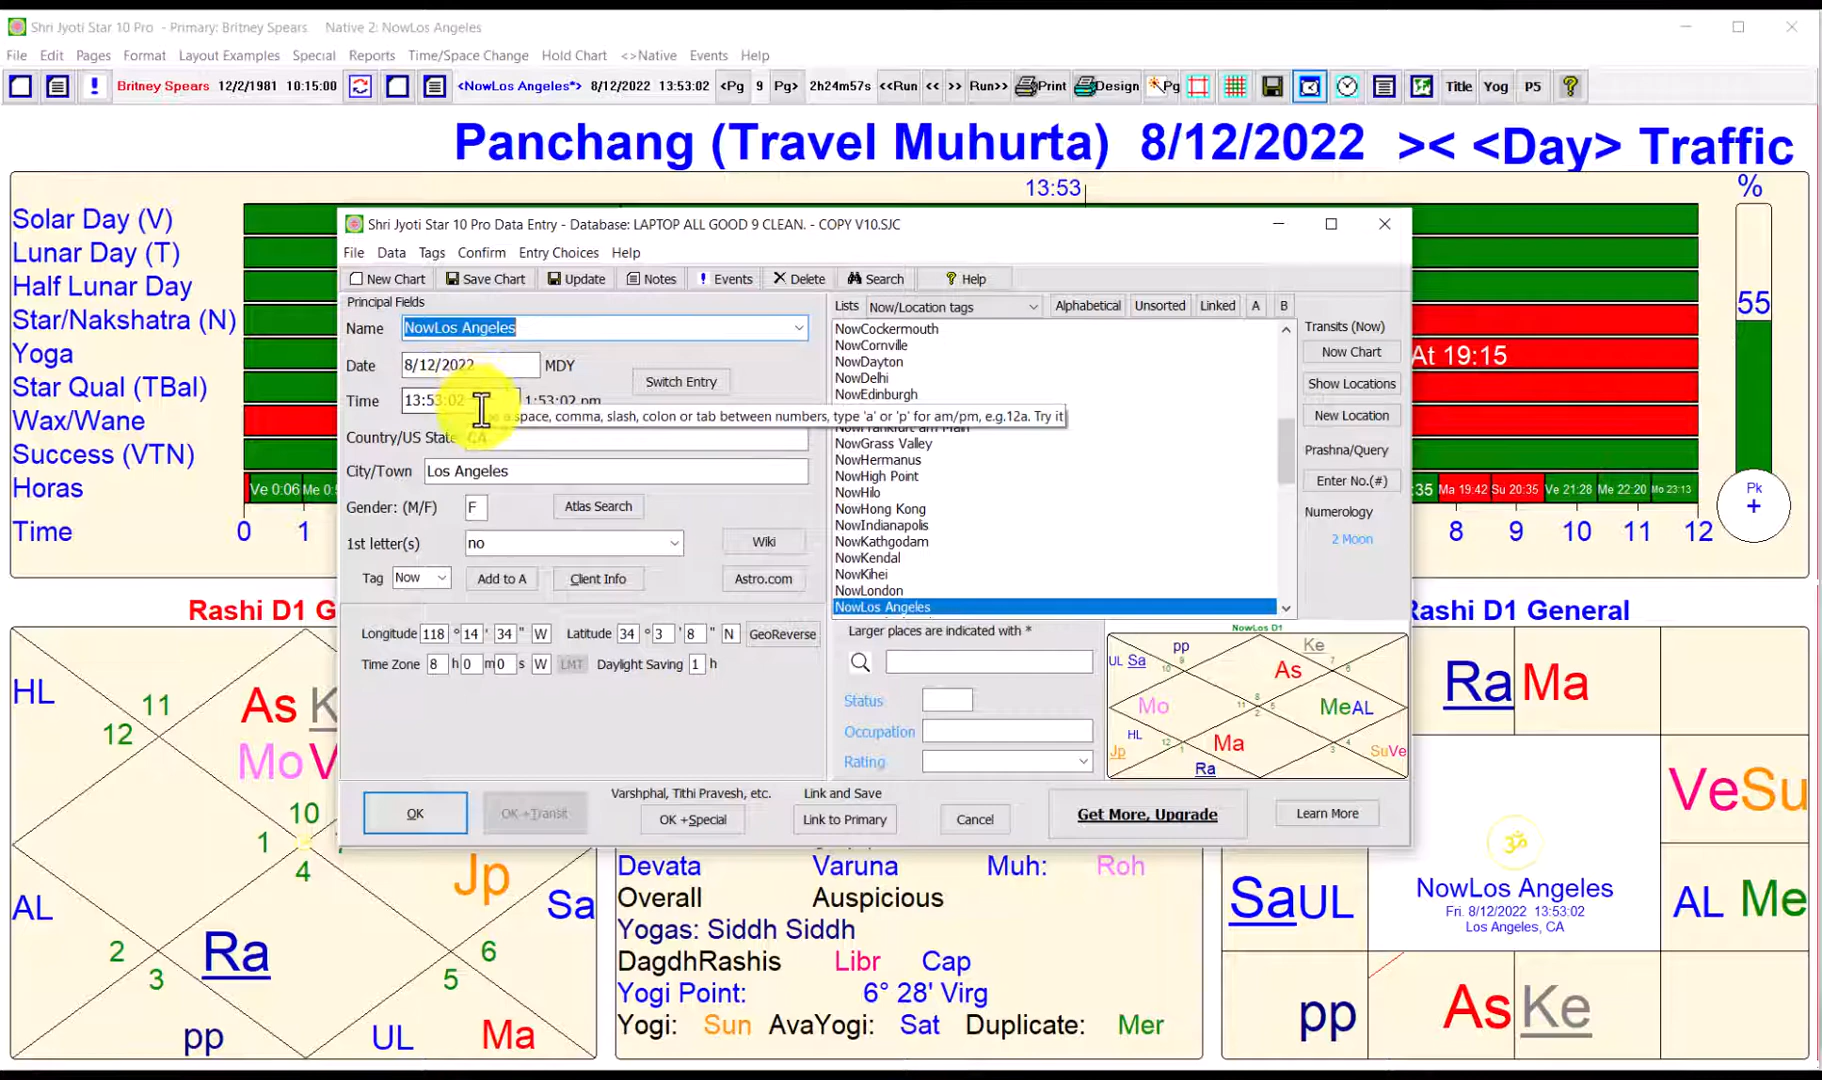 Shri Jyoti Star 10 Pro - Primary: Britney Spears Native 2: NowLos Angeles
File Edit Pages Format Layout Examples Special Reports Time/Space Change Hold Chart <>Native Events Help
! Britney Spears 12/2/1981 10:15:00 <NowLos Angeles*> 8/12/2022 13:53:02 <Pg 9 Pg> 2h24m57s <<Run << >> Run>> Print Design Pg Title Yog P5 ?
Panchang (Travel Muhurta) 8/12/2022 >< <Day> Traffic
13:53 %
Solar Day (V)
Lunar Day (T)
Half Lunar Day
Star/Nakshatra (N)
Yoga
Star Qual (TBal)
Wax/Wane
Success (VTN)
Horas
Ve 0:06 Me 0:
:35 Ma 19:42 Su 20:35 Ve 21:28 Me 22:20 Mo 23:13
Time 0 1 8 9 10 11 12
At 19:15
55
Pk
+
Shri Jyoti Star 10 Pro Data Entry - Database: LAPTOP ALL GOOD 9 CLEAN. - COPY V10.SJC
File Data Tags Confirm Entry Choices Help
New Chart Save Chart Update Notes ! Events Delete Search ? Help
Principal Fields
Name NowLos Angeles
Date 8/12/2022 MDY
Switch Entry
Time 13:53:02 1:53:02 pm
space, comma, slash, colon or tab between numbers, type 'a' or 'p' for am/pm, e.g.12a. Try it
Country/US State CA
City/Town Los Angeles
Gender: (M/F) F Atlas Search
1st letter(s) no Wiki
Tag Now Add to A Client Info Astro.com
Longitude 118 ° 14 ' 34 " W Latitude 34 ° 3 ' 8 " N GeoReverse
Time Zone 8 h 0 m 0 s W LMT Daylight Saving 1 h
Lists Now/Location tags Alphabetical Unsorted Linked A B
NowCockermouth
NowCornville
NowDayton
NowDelhi
NowEdinburgh
NowGrass Valley
NowHermanus
NowHigh Point
NowHilo
NowHong Kong
NowIndianapolis
NowKathgodam
NowKendal
NowKihei
NowLondon
NowLos Angeles
Transits (Now)
Now Chart
Show Locations
New Location
Prashna/Query
Enter No.(#)
Numerology
2 Moon
Larger places are indicated with *
Status
Occupation
Rating
NowLos D1
UL Sa pp 9 10 As Ke 7 6
Mo 11 8 5 2 MeAL
HL Jp 12 1 Ma Ra 3 4 SuVe
OK
OK +Transit
Varshphal, Tithi Pravesh, etc.
OK +Special
Link and Save
Link to Primary
Cancel
Get More, Upgrade
Learn More
Rashi D1 G
HL 11 12 As K
Mo V
10
1
4
Jp
AL Sa
2 3 Ra 5 6
pp UL Ma
Devata Varuna Muh: Roh
Overall Auspicious
Yogas: Siddh Siddh
DagdhRashis Libr Cap
Yogi Point: 6° 28' Virg
Yogi: Sun AvaYogi: Sat Duplicate: Mer
Rashi D1 General
Ra Ma
VeSu
ॐ
NowLos Angeles
Fri. 8/12/2022 13:53:02
Los Angeles, CA
SaUL
AL Me
pp As Ke